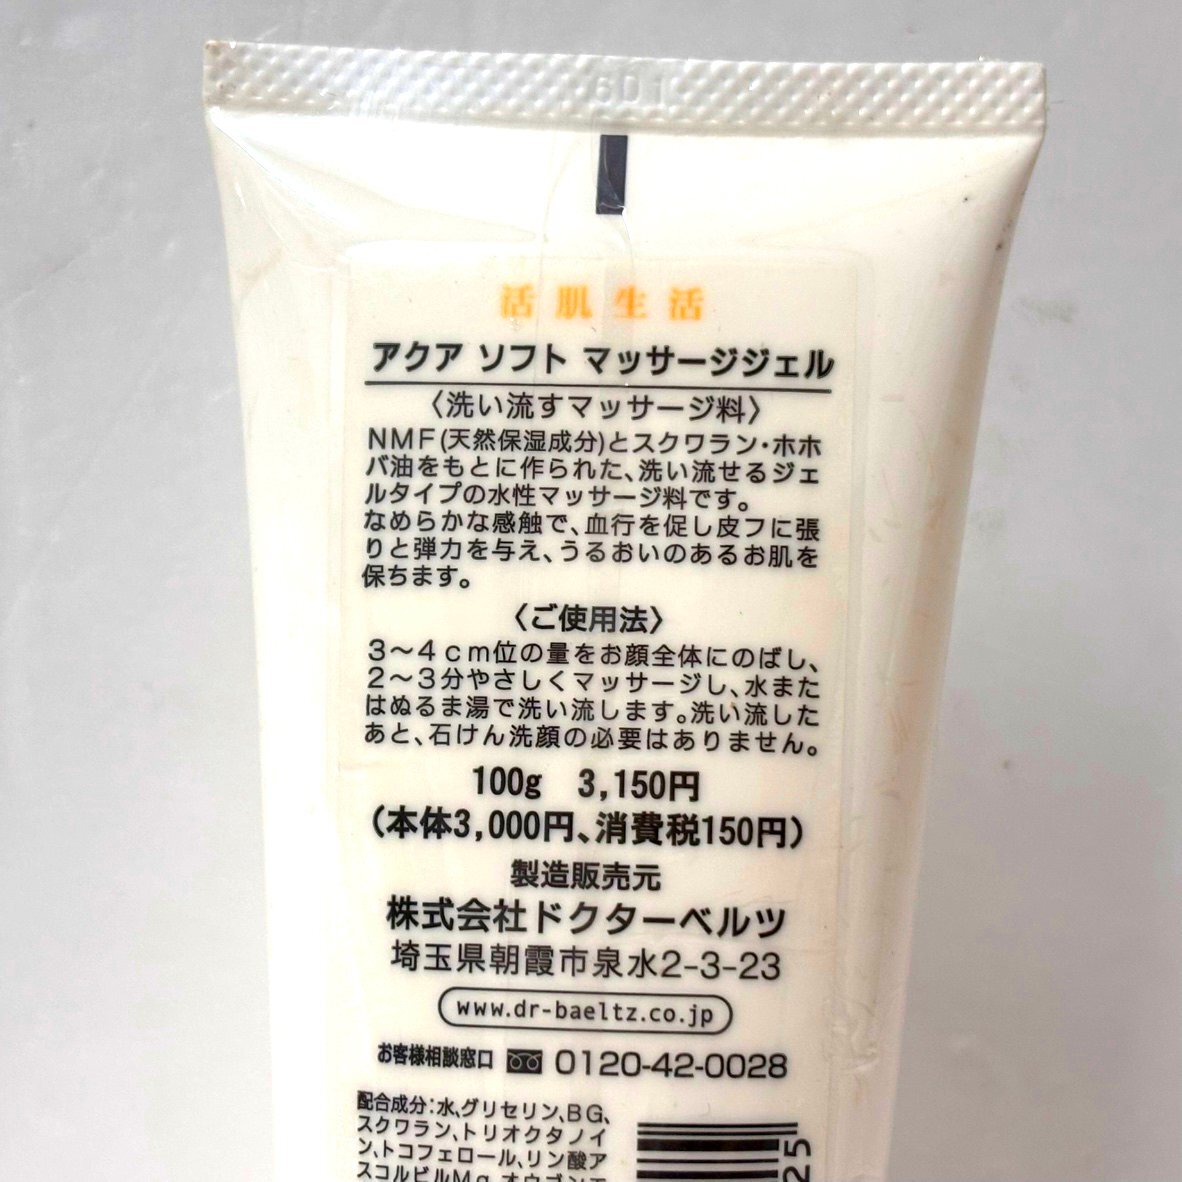 活肌生活
アクア ソフト マッサージジェル
〈洗い流すマッサージ料〉
NMF(天然保湿成分)とスクワラン・ホホ
バ油をもとに作られた、洗い流せるジェ
ルタイプの水性マッサージ料です。
なめらかな感触で、血行を促し皮フに張
りと弾力を与え、うるおいのあるお肌を
保ちます。
〈ご使用法〉
3〜4cm位の量をお顔全体にのばし、
2〜3分やさしくマッサージし、水また
はぬるま湯で洗い流します。洗い流した
あと、石けん洗顔の必要はありません。
100g 3,150円
(本体3,000円、消費税150円)
製造販売元
株式会社ドクターベルツ
埼玉県朝霞市泉水2-3-23
www.dr-baeltz.co.jp
お客様相談窓口 0120-42-0028
配合成分:水、グリセリン、BG、
スクワラン、トリオクタノイ
ン、トコフェロール、リン酸ア
スコルビルMg、オウゴンエ
25